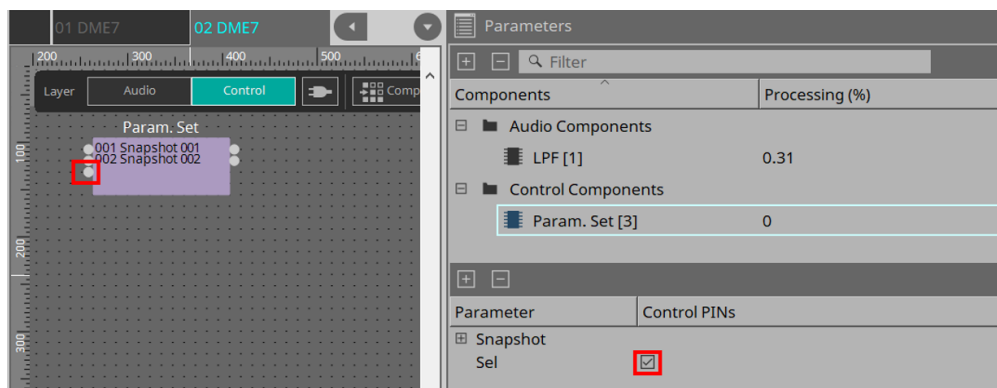 01 DME7
02 DME7
200 300 400 500
Layer Audio Control Comp
Param. Set
001 Snapshot 001
002 Snapshot 002
100
200
300
Parameters
Filter
Components Processing (%)
Audio Components
LPF [1] 0.31
Control Components
Param. Set [3] 0
Parameter Control PINs
Snapshot
Sel